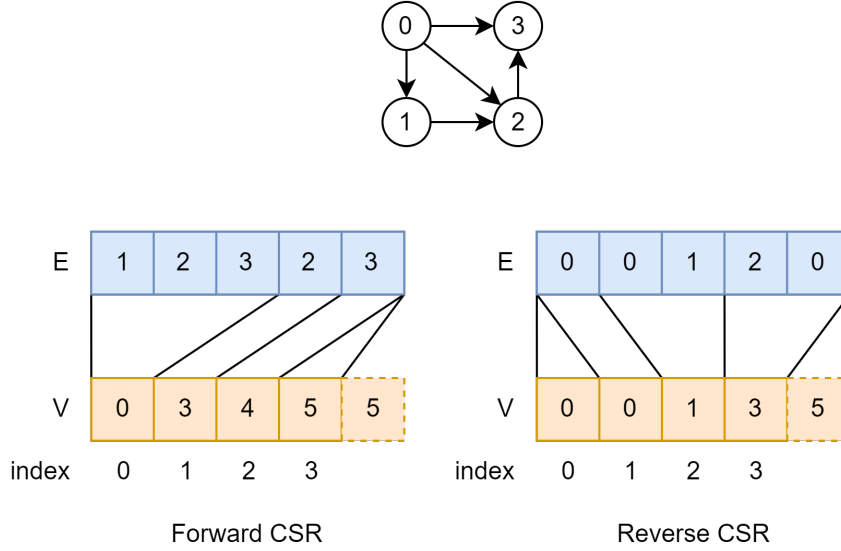 0 3
1 2
E 1 2 3 2 3
V 0 3 4 5 5
index 0 1 2 3
Forward CSR
E 0 0 1 2 0
V 0 0 1 3 5
index 0 1 2 3
Reverse CSR